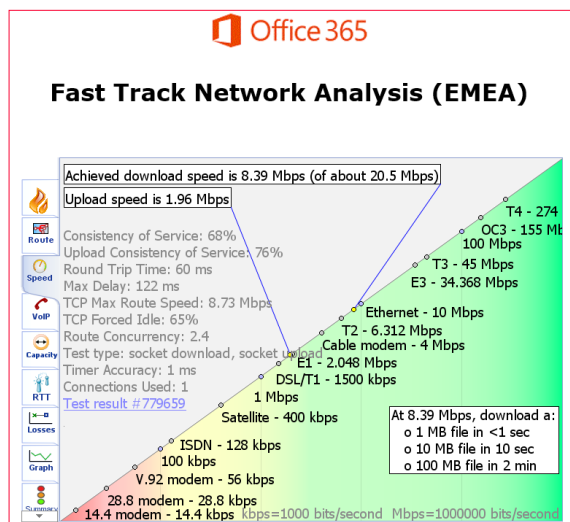 Office 365
Fast Track Network Analysis (EMEA)
Achieved download speed is 8.39 Mbps (of about 20.5 Mbps)
Upload speed is 1.96 Mbps
Route
Speed
VoIP
Capacity
RTT
Losses
Graph
Summary
Consistency of Service: 68%
Upload Consistency of Service: 76%
Round Trip Time: 60 ms
Max Delay: 122 ms
TCP Max Route Speed: 8.73 Mbps
TCP Forced Idle: 65%
Route Concurrency: 2.4
Test type: socket download, socket upload
Timer Accuracy: 1 ms
Connections Used: 1
Test result #779659
T4 - 274
OC3 - 155 Mb
100 Mbps
T3 - 45 Mbps
E3 - 34.368 Mbps
Ethernet - 10 Mbps
T2 - 6.312 Mbps
Cable modem - 4 Mbps
E1 - 2.048 Mbps
DSL/T1 - 1500 kbps
1 Mbps
Satellite - 400 kbps
ISDN - 128 kbps
100 kbps
V.92 modem - 56 kbps
28.8 modem - 28.8 kbps
14.4 modem - 14.4 kbps
At 8.39 Mbps, download a:
o 1 MB file in <1 sec
o 10 MB file in 10 sec
o 100 MB file in 2 min
kbps=1000 bits/second Mbps=1000000 bits/second